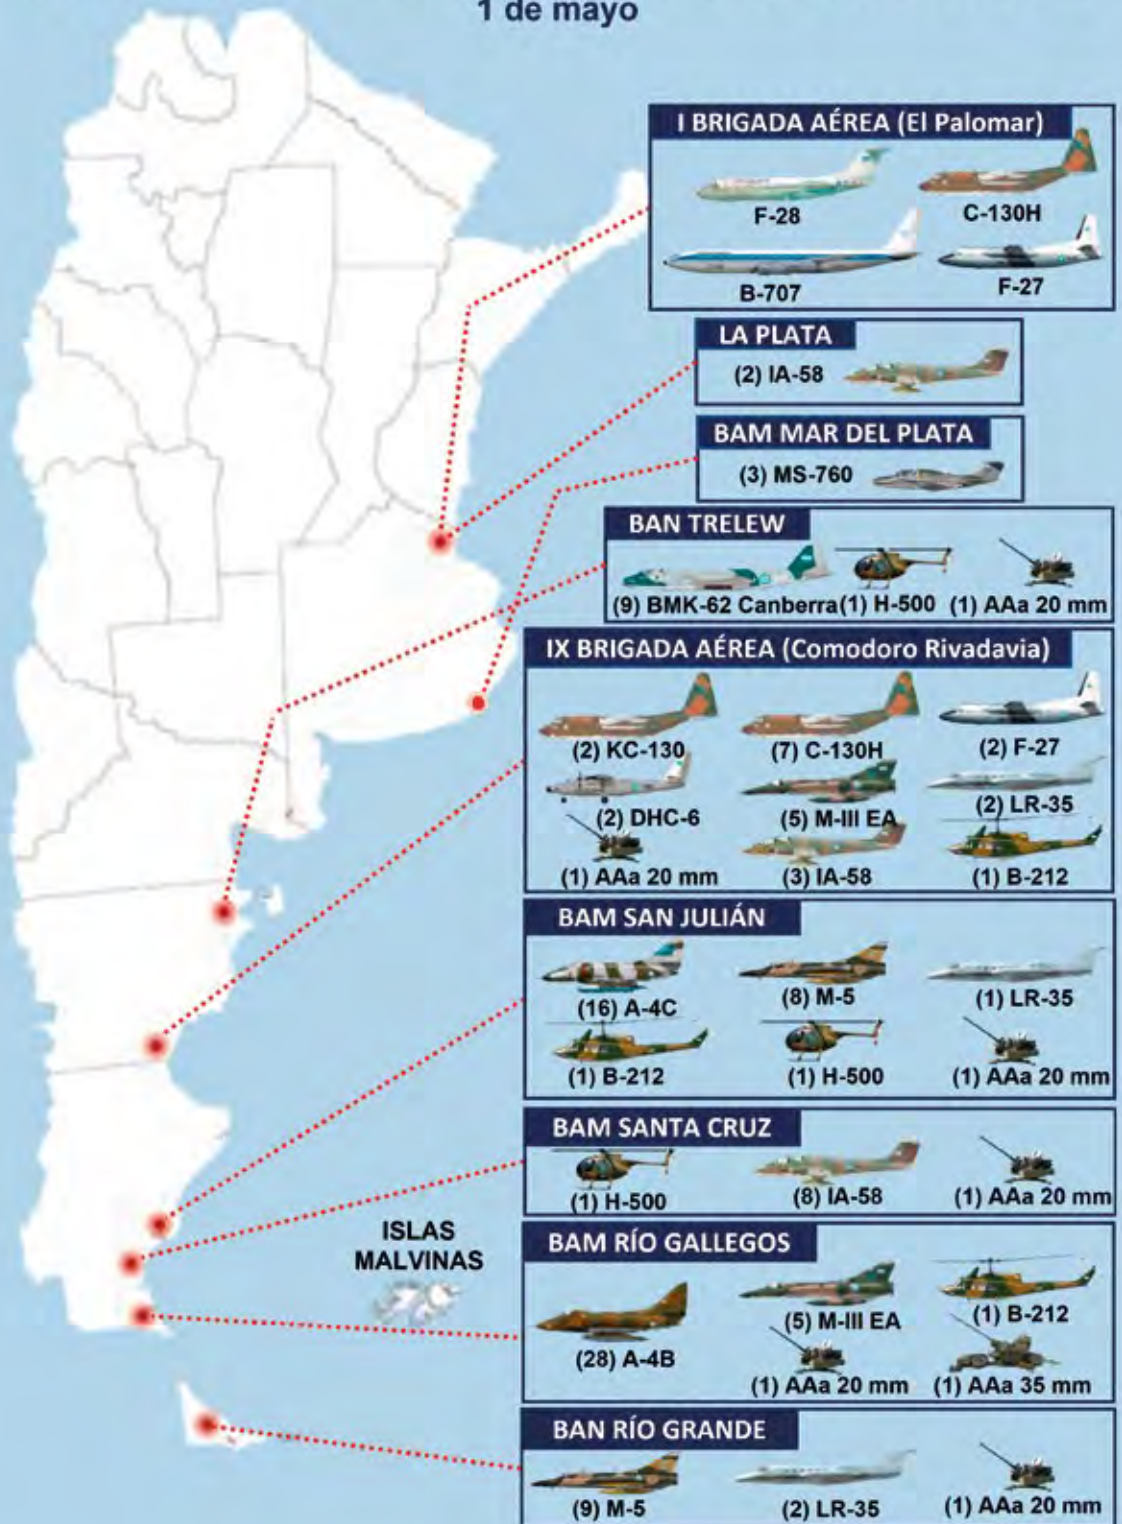 1 de mayo
I BRIGADA AÉREA (El Palomar)
F-28
C-130H
B-707
F-27
LA PLATA
(2) IA-58
BAM MAR DEL PLATA
(3) MS-760
BAN TRELEW
(9) BMK-62 Canberra
(1) H-500
(1) AAa 20 mm
IX BRIGADA AÉREA (Comodoro Rivadavia)
(2) KC-130
(7) C-130H
(2) F-27
(2) DHC-6
(5) M-III EA
(2) LR-35
(1) AAa 20 mm
(3) IA-58
(1) B-212
BAM SAN JULIÁN
(16) A-4C
(8) M-5
(1) LR-35
(1) B-212
(1) H-500
(1) AAa 20 mm
BAM SANTA CRUZ
(1) H-500
(8) IA-58
(1) AAa 20 mm
ISLAS
MALVINAS
BAM RÍO GALLEGOS
(28) A-4B
(5) M-III EA
(1) B-212
(1) AAa 20 mm
(1) AAa 35 mm
BAN RÍO GRANDE
(9) M-5
(2) LR-35
(1) AAa 20 mm